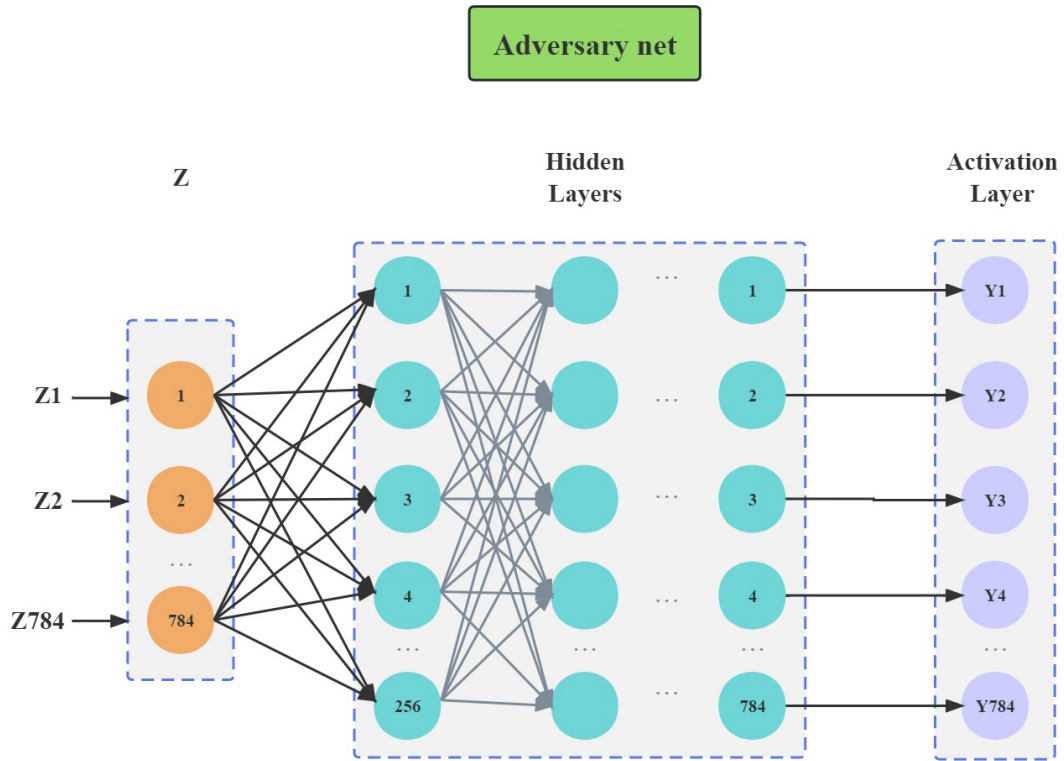 Adversary net
Z
Hidden
Layers
Activation
Layer
1
...
1
Y1
Z1
1
2
...
2
Y2
Z2
2
3
...
3
Y3
...
4
...
4
Y4
Z784
784
...
...
...
...
256
...
784
Y784